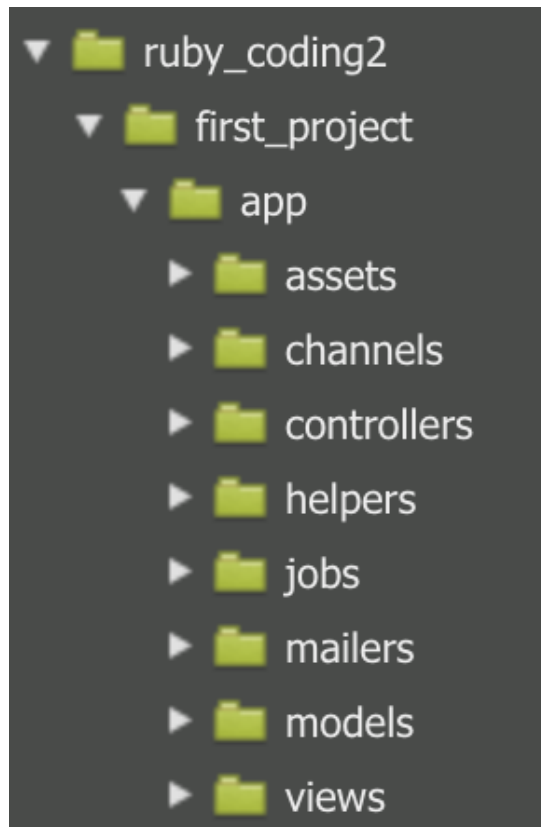 ruby_coding2
first_project
app
assets
channels
controllers
helpers
jobs
mailers
models
views